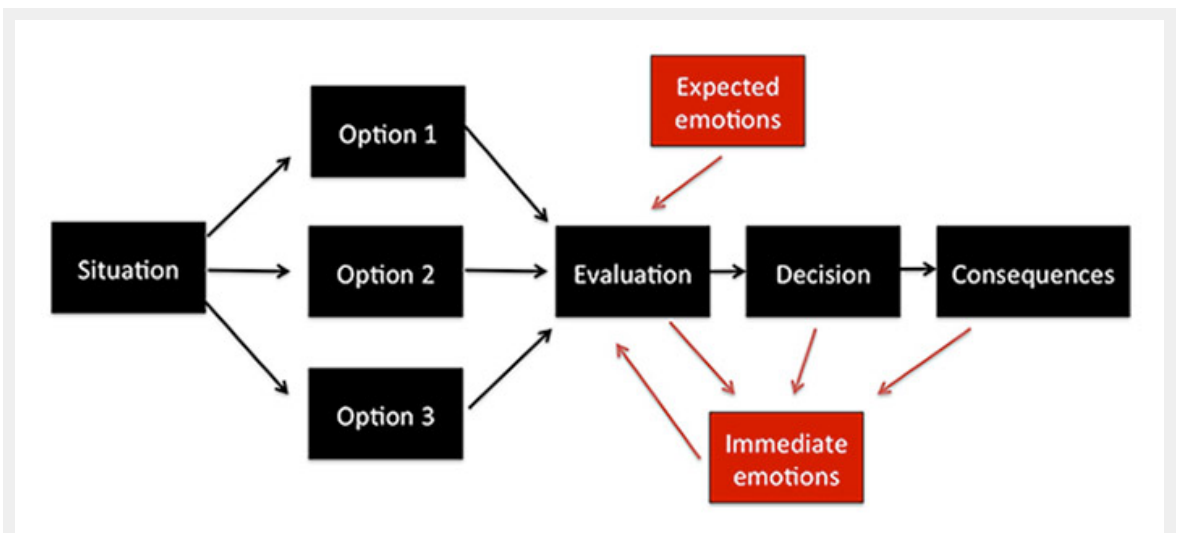 Expected
emotions
Option 1
Situation
Option 2
Evaluation
Decision
Consequences
Option 3
Immediate
emotions